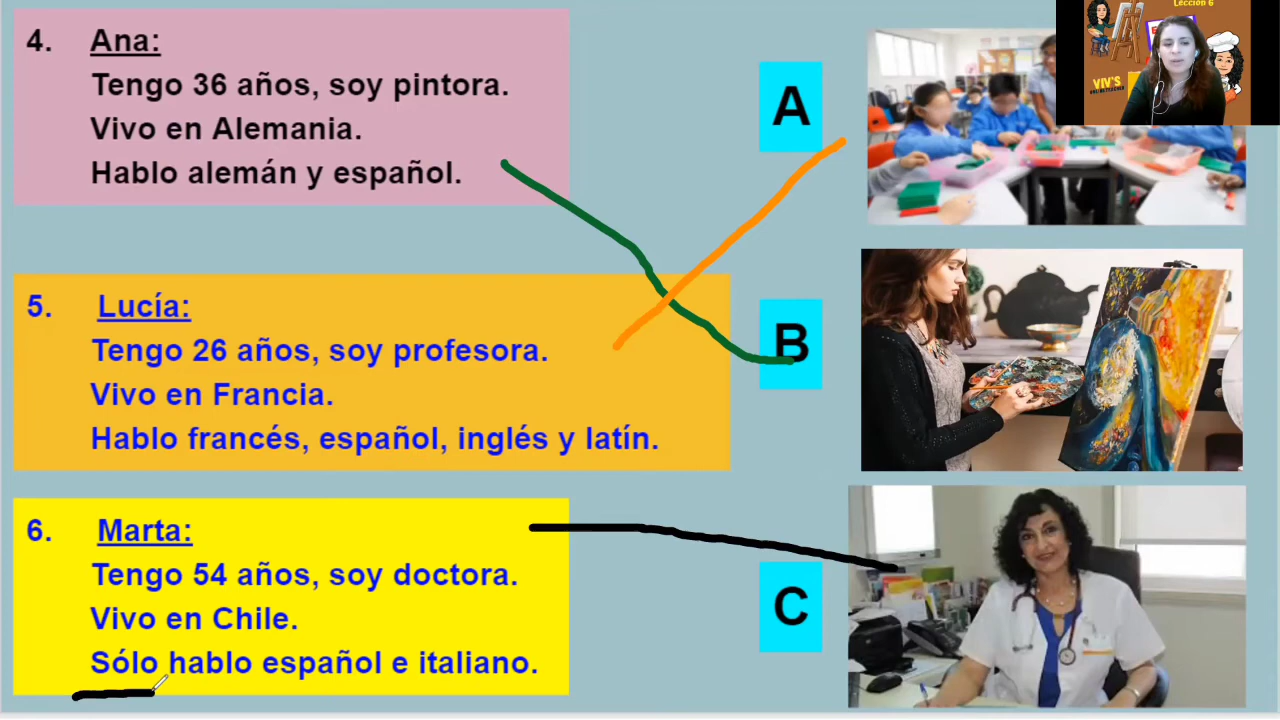 Lección 6
VIV'S
4. Ana:
Tengo 36 años, soy pintora.
Vivo en Alemania.
Hablo alemán y español.
A
5. Lucía:
Tengo 26 años, soy profesora.
Vivo en Francia.
Hablo francés, español, inglés y latín.
B
6. Marta:
Tengo 54 años, soy doctora.
Vivo en Chile.
Sólo hablo español e italiano.
C